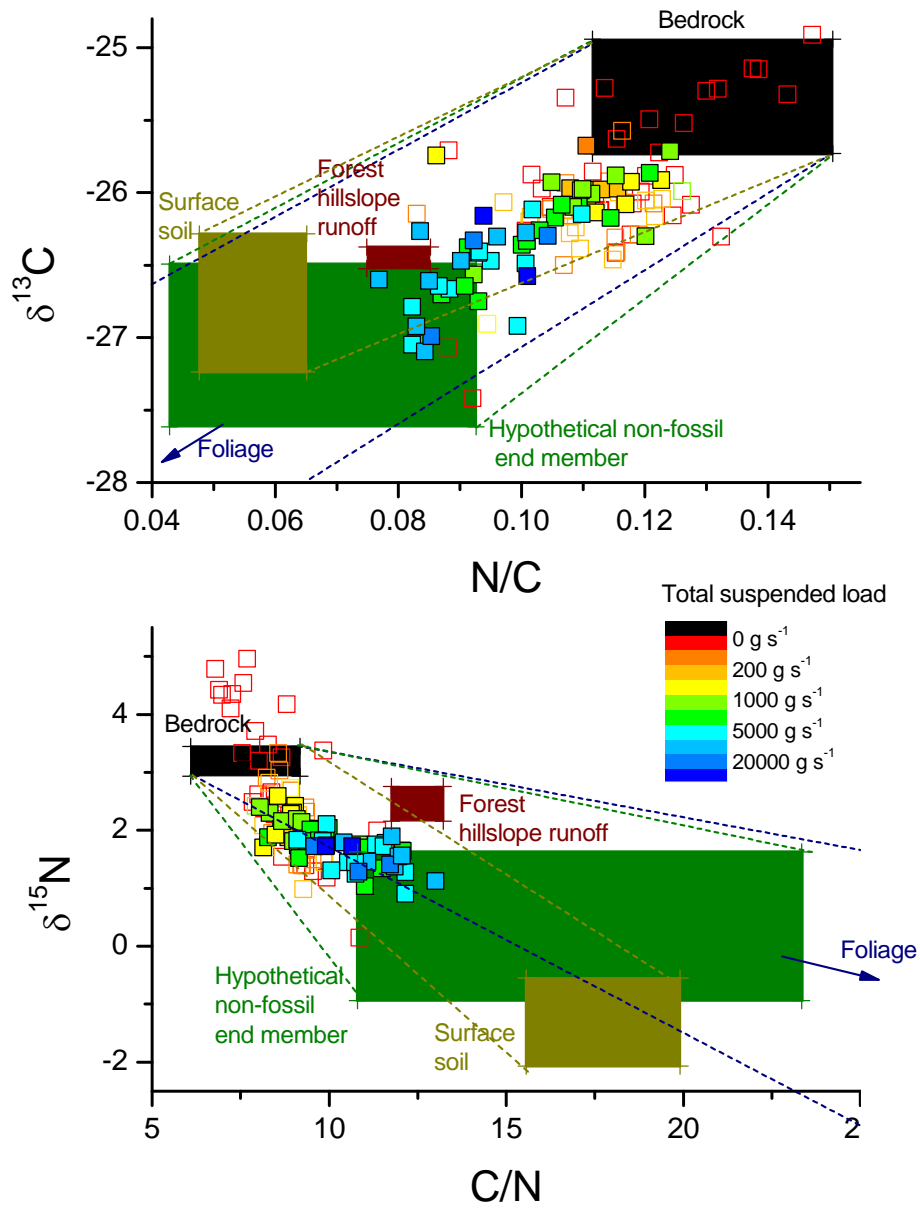 Bedrock
-25
Forest
hillslope
runoff
Surface
soil
-26
δ13C
-27
Hypothetical non-fossil
end member
Foliage
-28
0.04 0.06 0.08 0.10 0.12 0.14
N/C
Total suspended load
0 g s-1
200 g s-1
1000 g s-1
5000 g s-1
20000 g s-1
4
Bedrock
Forest
hillslope runoff
2
δ15N
0
Foliage
Hypothetical
non-fossil
end member
Surface
soil
-2
5 10 15 20 2
C/N